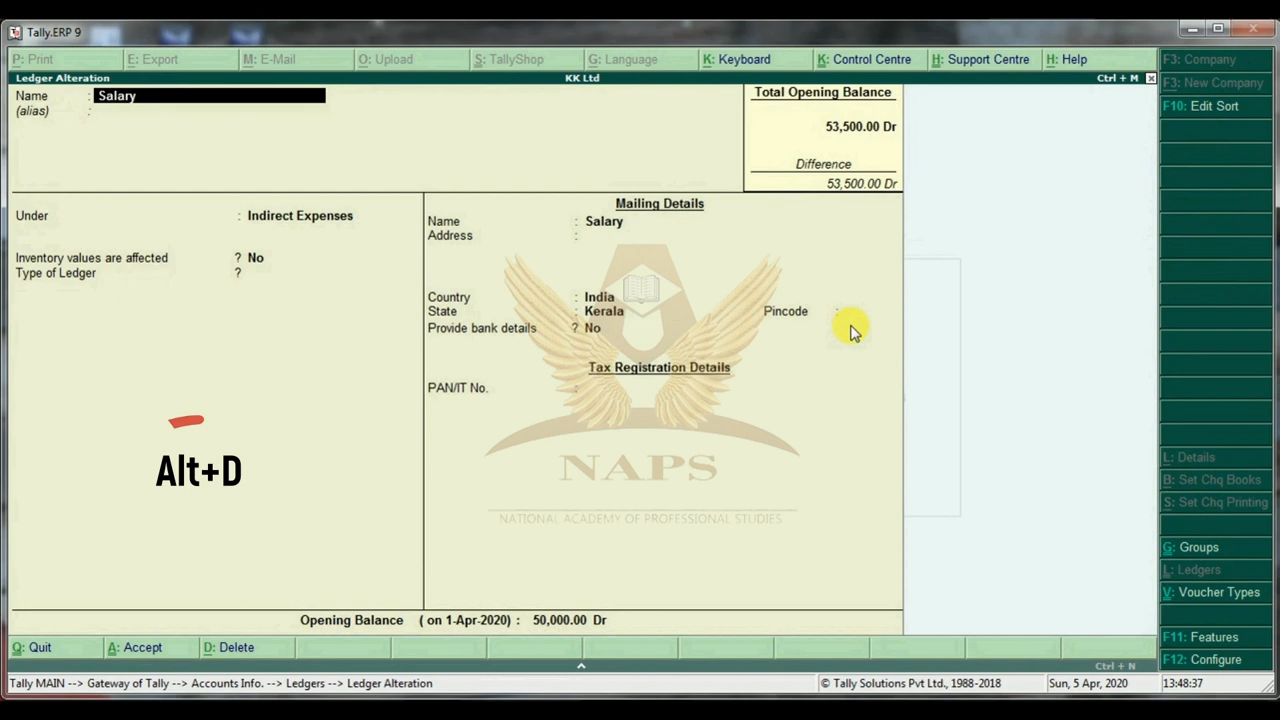 Tally.ERP 9
P: Print E: Export M: E-Mail O: Upload S: TallyShop G: Language K: Keyboard K: Control Centre H: Support Centre H: Help
F3: Company
Ledger Alteration KK Ltd Ctrl + M
F3: New Company
Name : Salary
(alias) :
Total Opening Balance
53,500.00 Dr
Difference
53,500.00 Dr
F10: Edit Sort
Under : Indirect Expenses
Inventory values are affected ? No
Type of Ledger ?
Mailing Details
Name : Salary
Address :
Country : India
State : Kerala Pincode :
Provide bank details ? No
Tax Registration Details
PAN/IT No. :
Alt+D
NAPS
NATIONAL ACADEMY OF PROFESSIONAL STUDIES
L: Details
B: Set Chq Books
S: Set Chq Printing
G: Groups
L: Ledgers
V: Voucher Types
F11: Features
F12: Configure
Opening Balance ( on 1-Apr-2020) : 50,000.00 Dr
Q: Quit A: Accept D: Delete
Ctrl + N
Tally MAIN --> Gateway of Tally --> Accounts Info. --> Ledgers --> Ledger Alteration © Tally Solutions Pvt Ltd., 1988-2018 Sun, 5 Apr, 2020 13:48:37